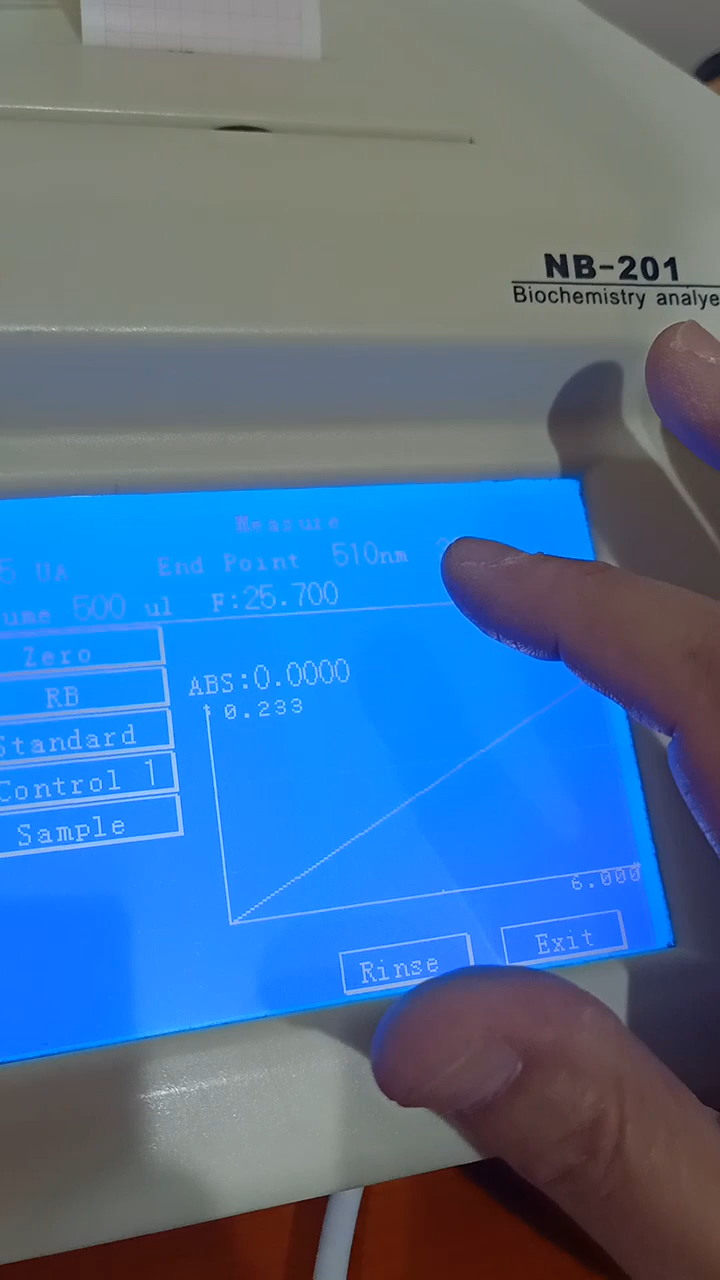 NB-201
Biochemistry analye
Measure
5 UA End Point 510nm
ume 500 ul F:25.700
Zero
RB
Standard
Control 1
Sample
ABS:0.0000
0.233
6.000
Rinse
Exit